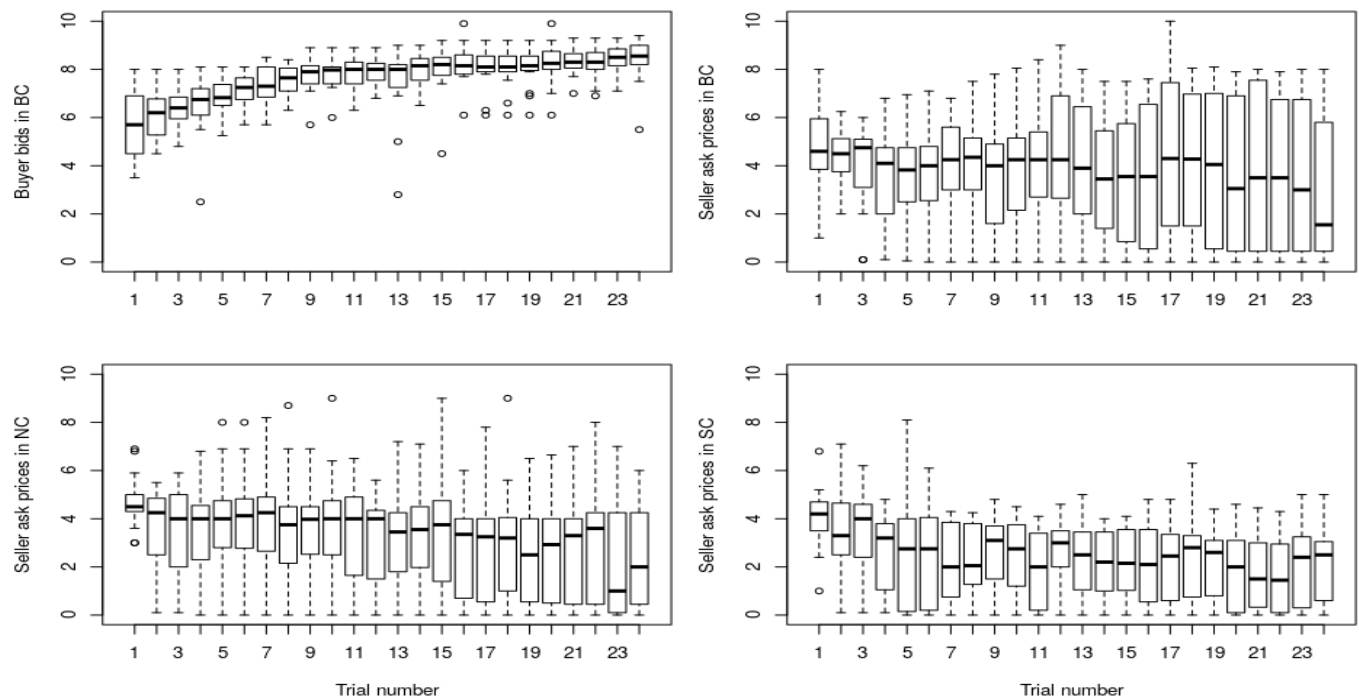 Buyer bids in BC
0 2 4 6 8 10
1 3 5 7 9 11 13 15 17 19 21 23
Seller ask prices in BC
0 2 4 6 8 10
1 3 5 7 9 11 13 15 17 19 21 23
Seller ask prices in NC
0 2 4 6 8 10
1 3 5 7 9 11 13 15 17 19 21 23
Trial number
Seller ask prices in SC
0 2 4 6 8 10
1 3 5 7 9 11 13 15 17 19 21 23
Trial number